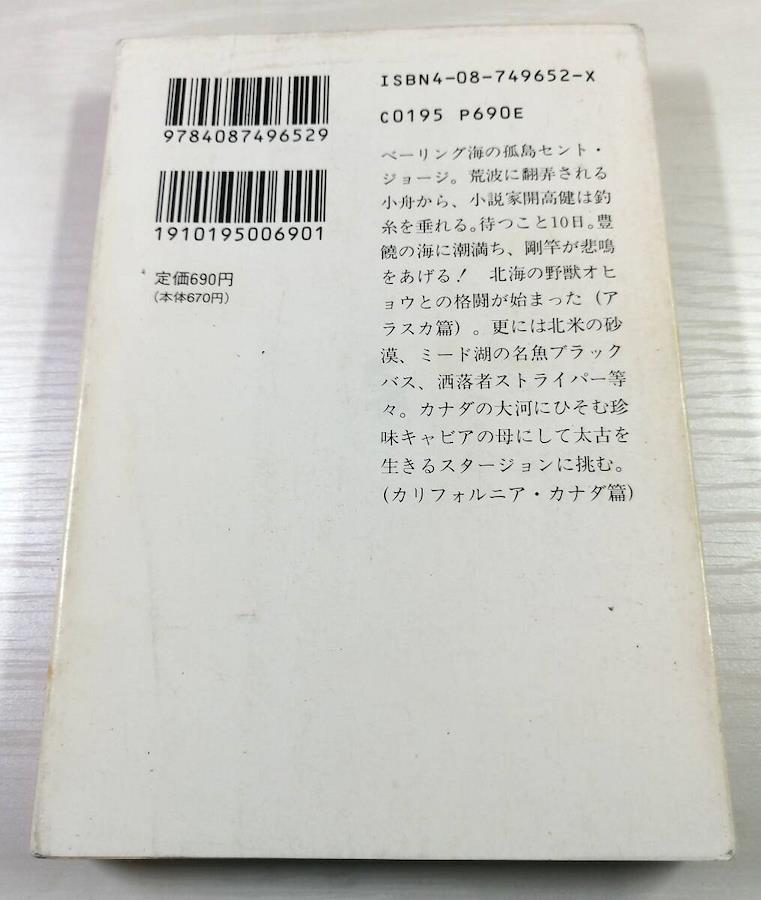 9784087496529
1910195006901
定価690円
(本体670円)
ISBN4-08-749652-X
C0195 P690E
ベーリング海の孤島セント・
ジョージ。荒波に翻弄される
小舟から、小説家開高健は釣
糸を垂れる。待つこと10日。豊
饒の海に潮満ち、剛竿が悲鳴
をあげる! 北海の野獣オヒ
ョウとの格闘が始まった(ア
ラスカ篇)。更には北米の砂
漠、ミード湖の名魚ブラック
バス、洒落者ストライパー等
々。カナダの大河にひそむ珍
味キャビアの母にして太古を
生きるスタージョンに挑む。
(カリフォルニア・カナダ篇)